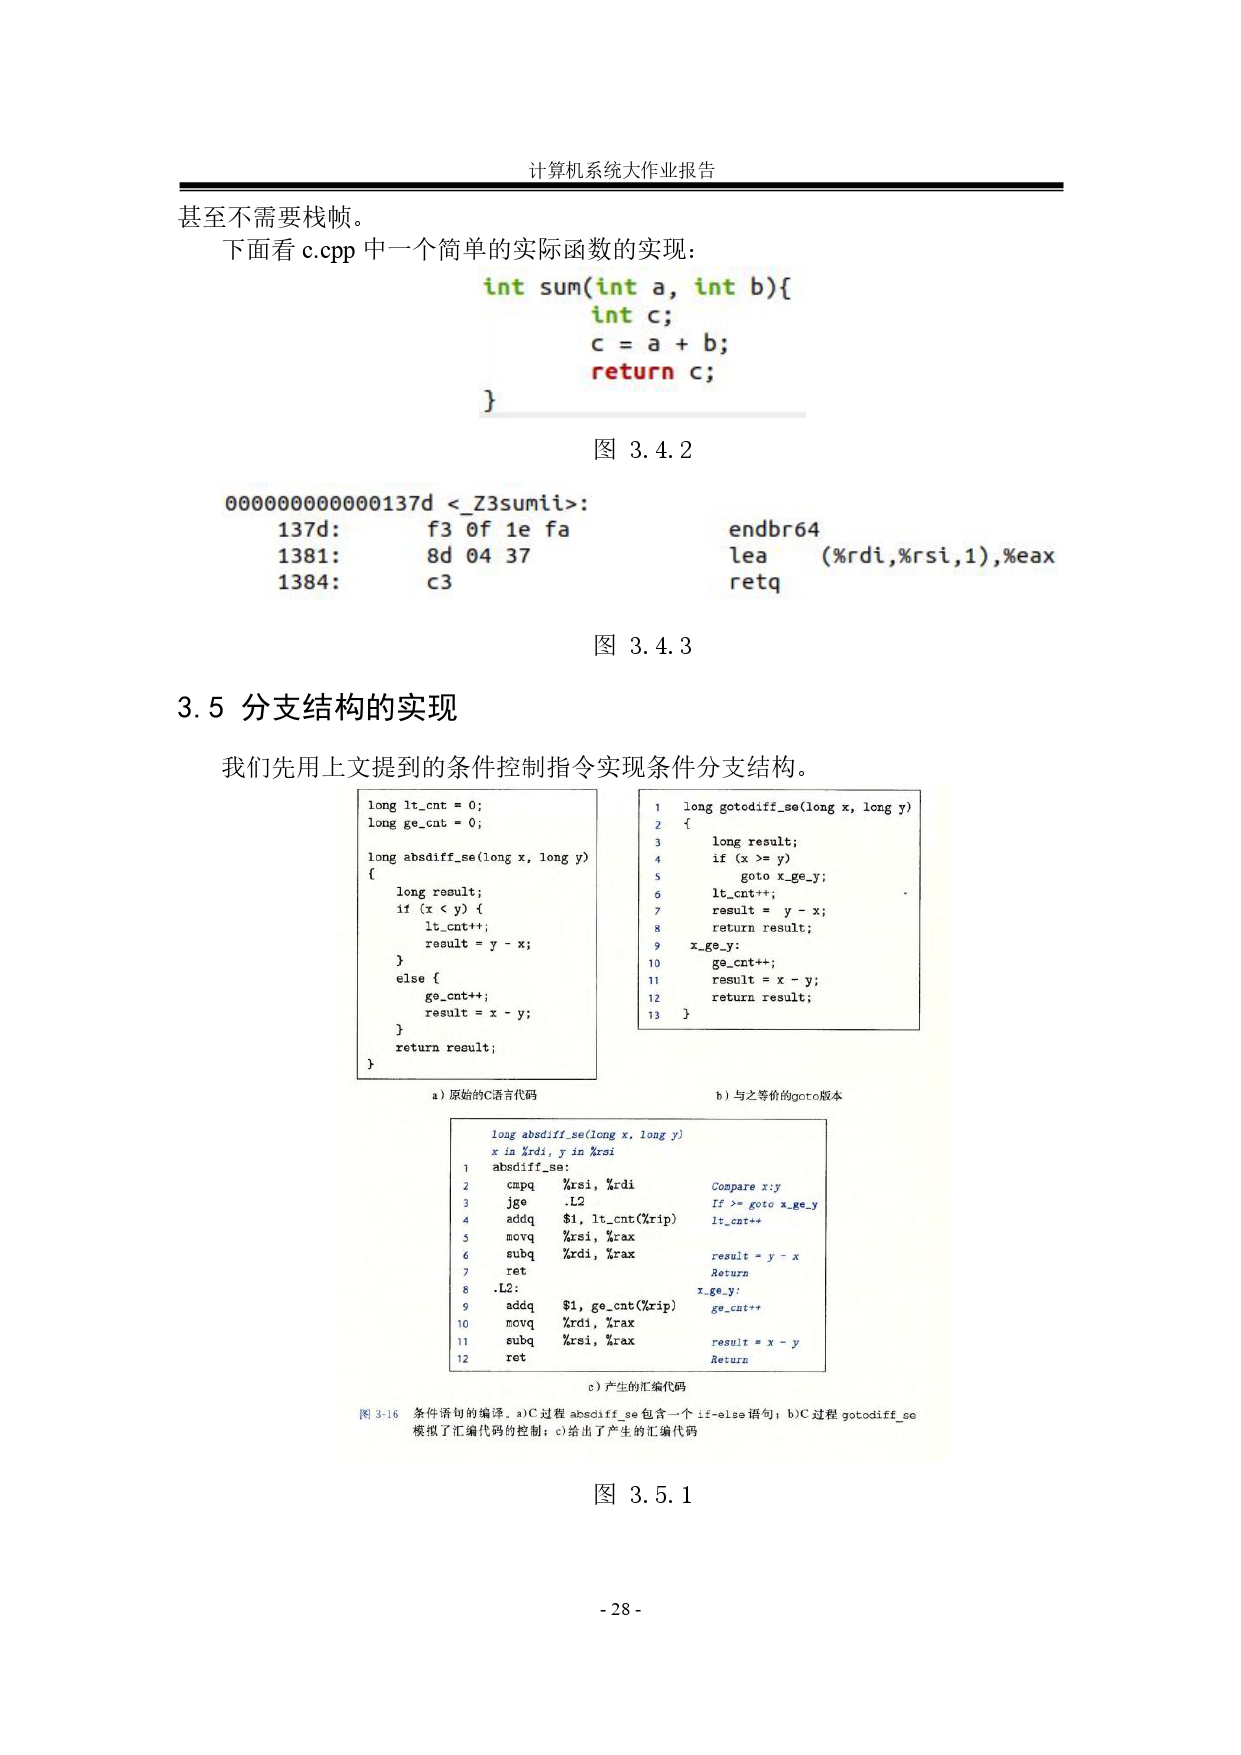 计算机系统大作业报告
甚至不需要栈帧。
下面看 c.cpp 中一个简单的实际函数的实现：
int sum(int a, int b){
int c;
c = a + b;
return c;
}
图 3.4.2
000000000000137d <_Z3sumii>:
137d: f3 0f 1e fa endbr64
1381: 8d 04 37 lea (%rdi,%rsi,1),%eax
1384: c3 retq
图 3.4.3
3.5 分支结构的实现
我们先用上文提到的条件控制指令实现条件分支结构。
long lt_cnt = 0;
long ge_cnt = 0;
long absdiff_se(long x, long y)
{
long result;
if (x < y) {
lt_cnt++;
result = y - x;
}
else {
ge_cnt++;
result = x - y;
}
return result;
}
a）原始的C语言代码
1 long gotodiff_se(long x, long y)
2 {
3 long result;
4 if (x >= y)
5 goto x_ge_y;
6 lt_cnt++;
7 result = y - x;
8 return result;
9 x_ge_y:
10 ge_cnt++;
11 result = x - y;
12 return result;
13 }
b）与之等价的goto版本
long absdiff_se(long x, long y)
x in %rdi, y in %rsi
1 absdiff_se:
2 cmpq %rsi, %rdi Compare x:y
3 jge .L2 If >= goto x_ge_y
4 addq $1, lt_cnt(%rip) lt_cnt++
5 movq %rsi, %rax
6 subq %rdi, %rax result = y - x
7 ret Return
8 .L2: x_ge_y:
9 addq $1, ge_cnt(%rip) ge_cnt++
10 movq %rdi, %rax
11 subq %rsi, %rax result = x - y
12 ret Return
c）产生的汇编代码
图 3-16 条件语句的编译。a)C 过程 absdiff_se 包含一个 if-else 语句；b)C 过程 gotodiff_se
模拟了汇编代码的控制；c)给出了产生的汇编代码
图 3.5.1
- 28 -